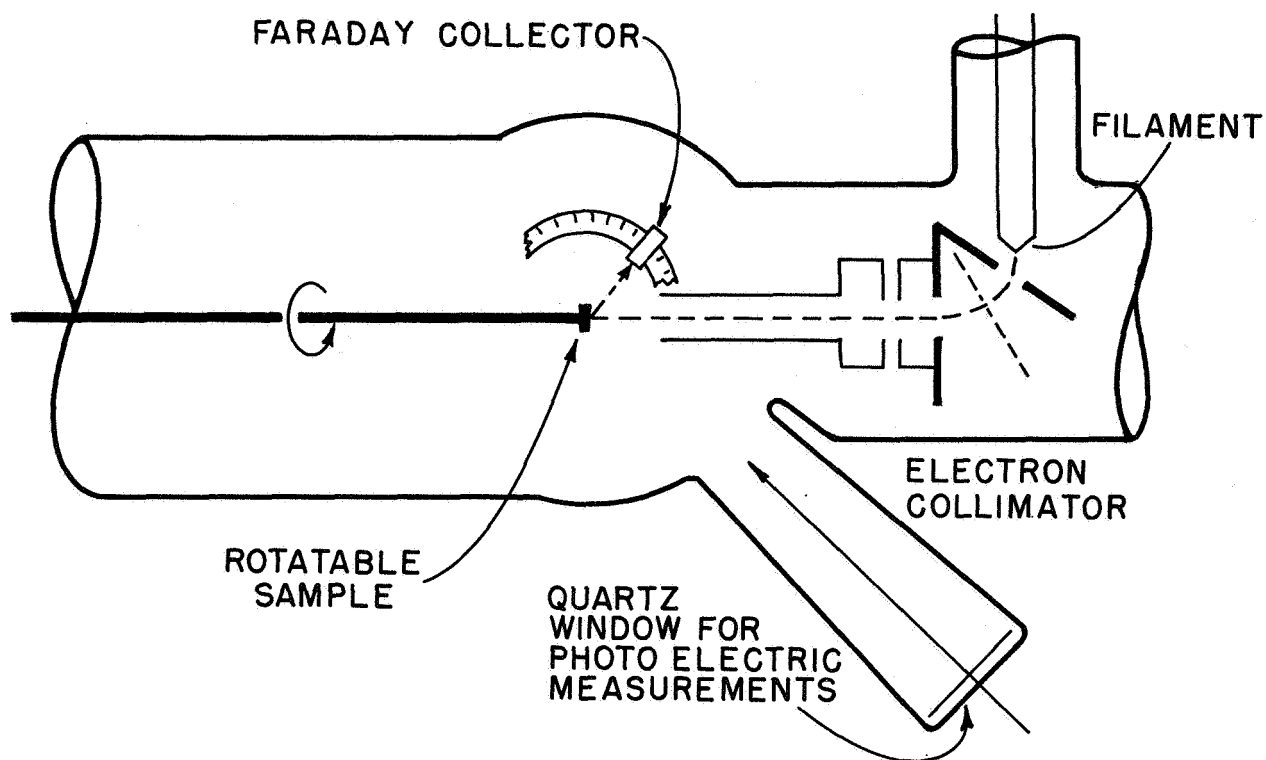 FARADAY COLLECTOR
FILAMENT
ELECTRON
COLLIMATOR
ROTATABLE
SAMPLE
QUARTZ
WINDOW FOR
PHOTO ELECTRIC
MEASUREMENTS